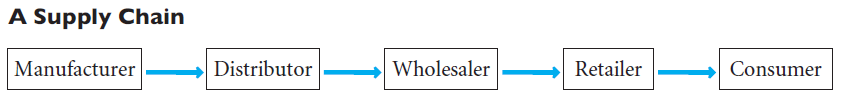 A Supply Chain
Manufacturer Distributor Wholesaler Retailer Consumer